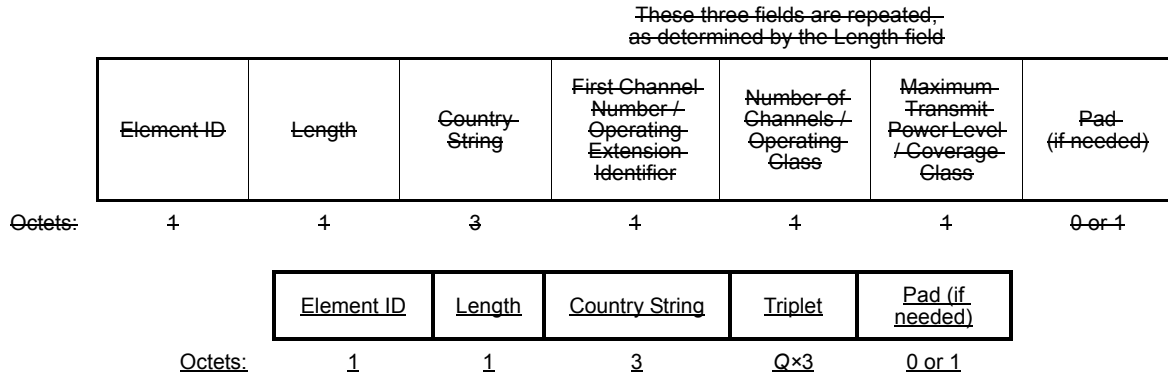 These three fields are repeated,
as determined by the Length field
Element ID
Length
Country
String
First Channel
Number /
Operating
Extension
Identifier
Number of
Channels /
Operating
Class
Maximum
Transmit
Power Level
/ Coverage
Class
Pad
(if needed)
Octets: 1 1 3 1 1 1 0 or 1
Element ID
Length
Country String
Triplet
Pad (if
needed)
Octets: 1 1 3 Q×3 0 or 1